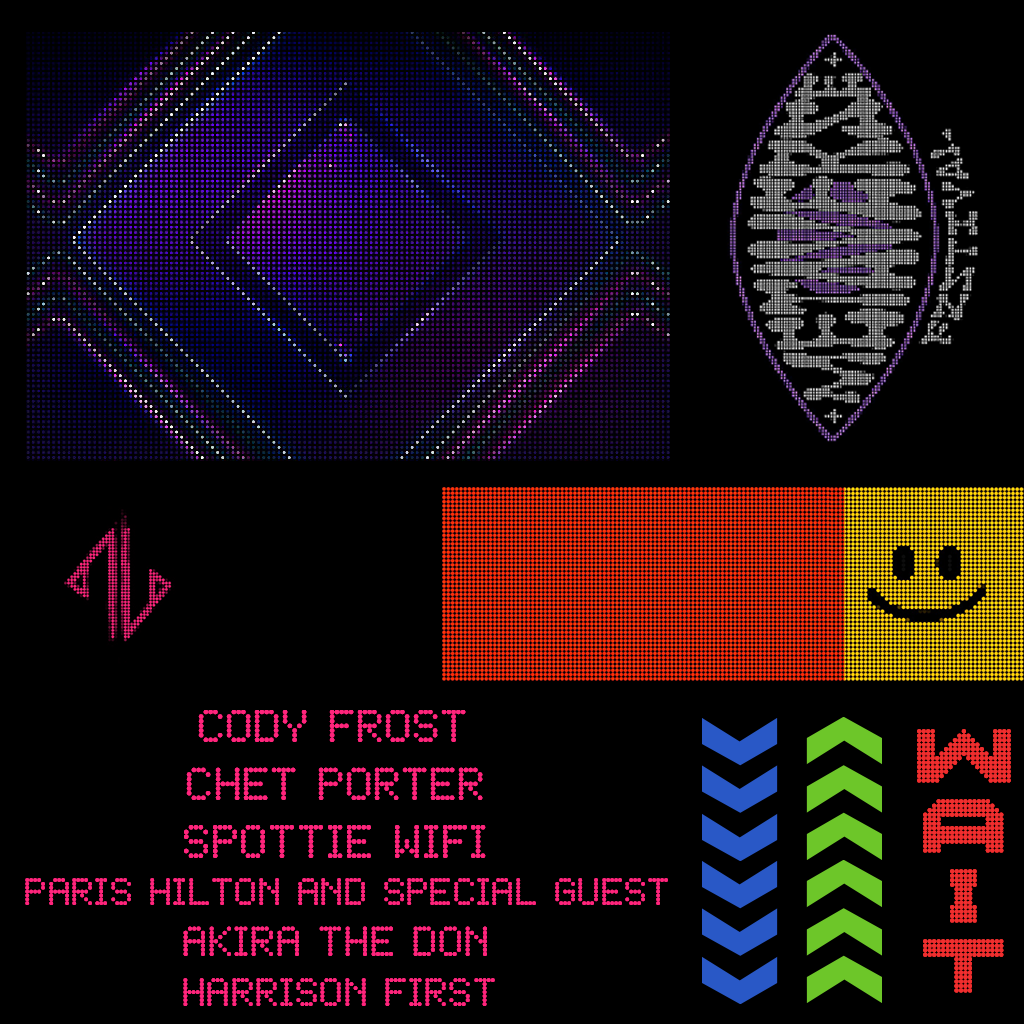 CODY FROST
CHET PORTER
SPOTTIE WIFI
PARIS HILTON AND SPECIAL GUEST
AKIRA THE DON
HARRISON FIRST
WAIT